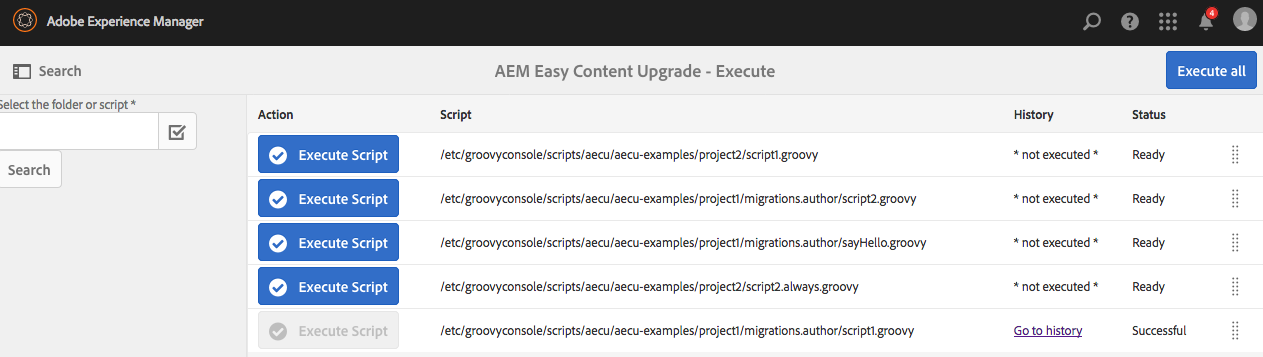 Adobe Experience Manager
4
Search
AEM Easy Content Upgrade - Execute
Execute all
Select the folder or script *
Search
Action Script History Status
Execute Script /etc/groovyconsole/scripts/aecu/aecu-examples/project2/script1.groovy * not executed * Ready
Execute Script /etc/groovyconsole/scripts/aecu/aecu-examples/project1/migrations.author/script2.groovy * not executed * Ready
Execute Script /etc/groovyconsole/scripts/aecu/aecu-examples/project1/migrations.author/sayHello.groovy * not executed * Ready
Execute Script /etc/groovyconsole/scripts/aecu/aecu-examples/project2/script2.always.groovy * not executed * Ready
Execute Script /etc/groovyconsole/scripts/aecu/aecu-examples/project1/migrations.author/script1.groovy Go to history Successful